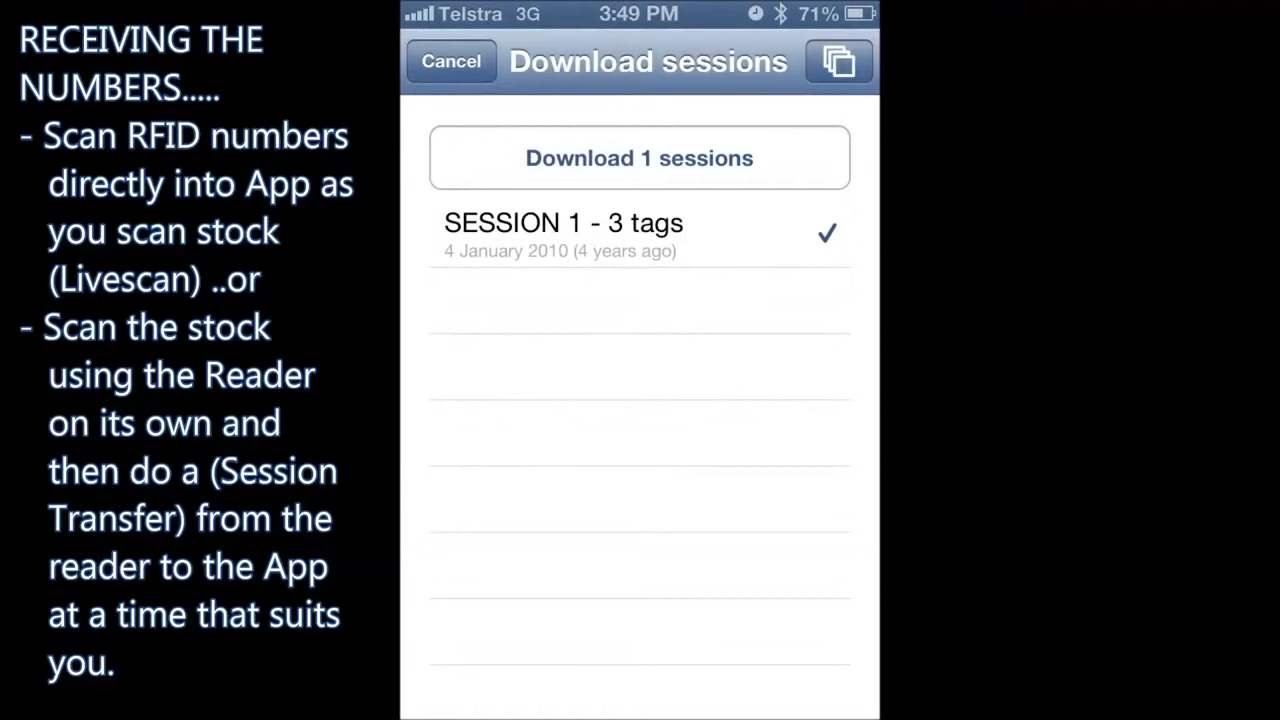 RECEIVING THE
NUMBERS.....
- Scan RFID numbers
directly into App as
you scan stock
(Livescan) ..or
- Scan the stock
using the Reader
on its own and
then do a (Session
Transfer) from the
reader to the App
at a time that suits
you.
Telstra 3G 3:49 PM 71%
Cancel Download sessions
Download 1 sessions
SESSION 1 - 3 tags
4 January 2010 (4 years ago)